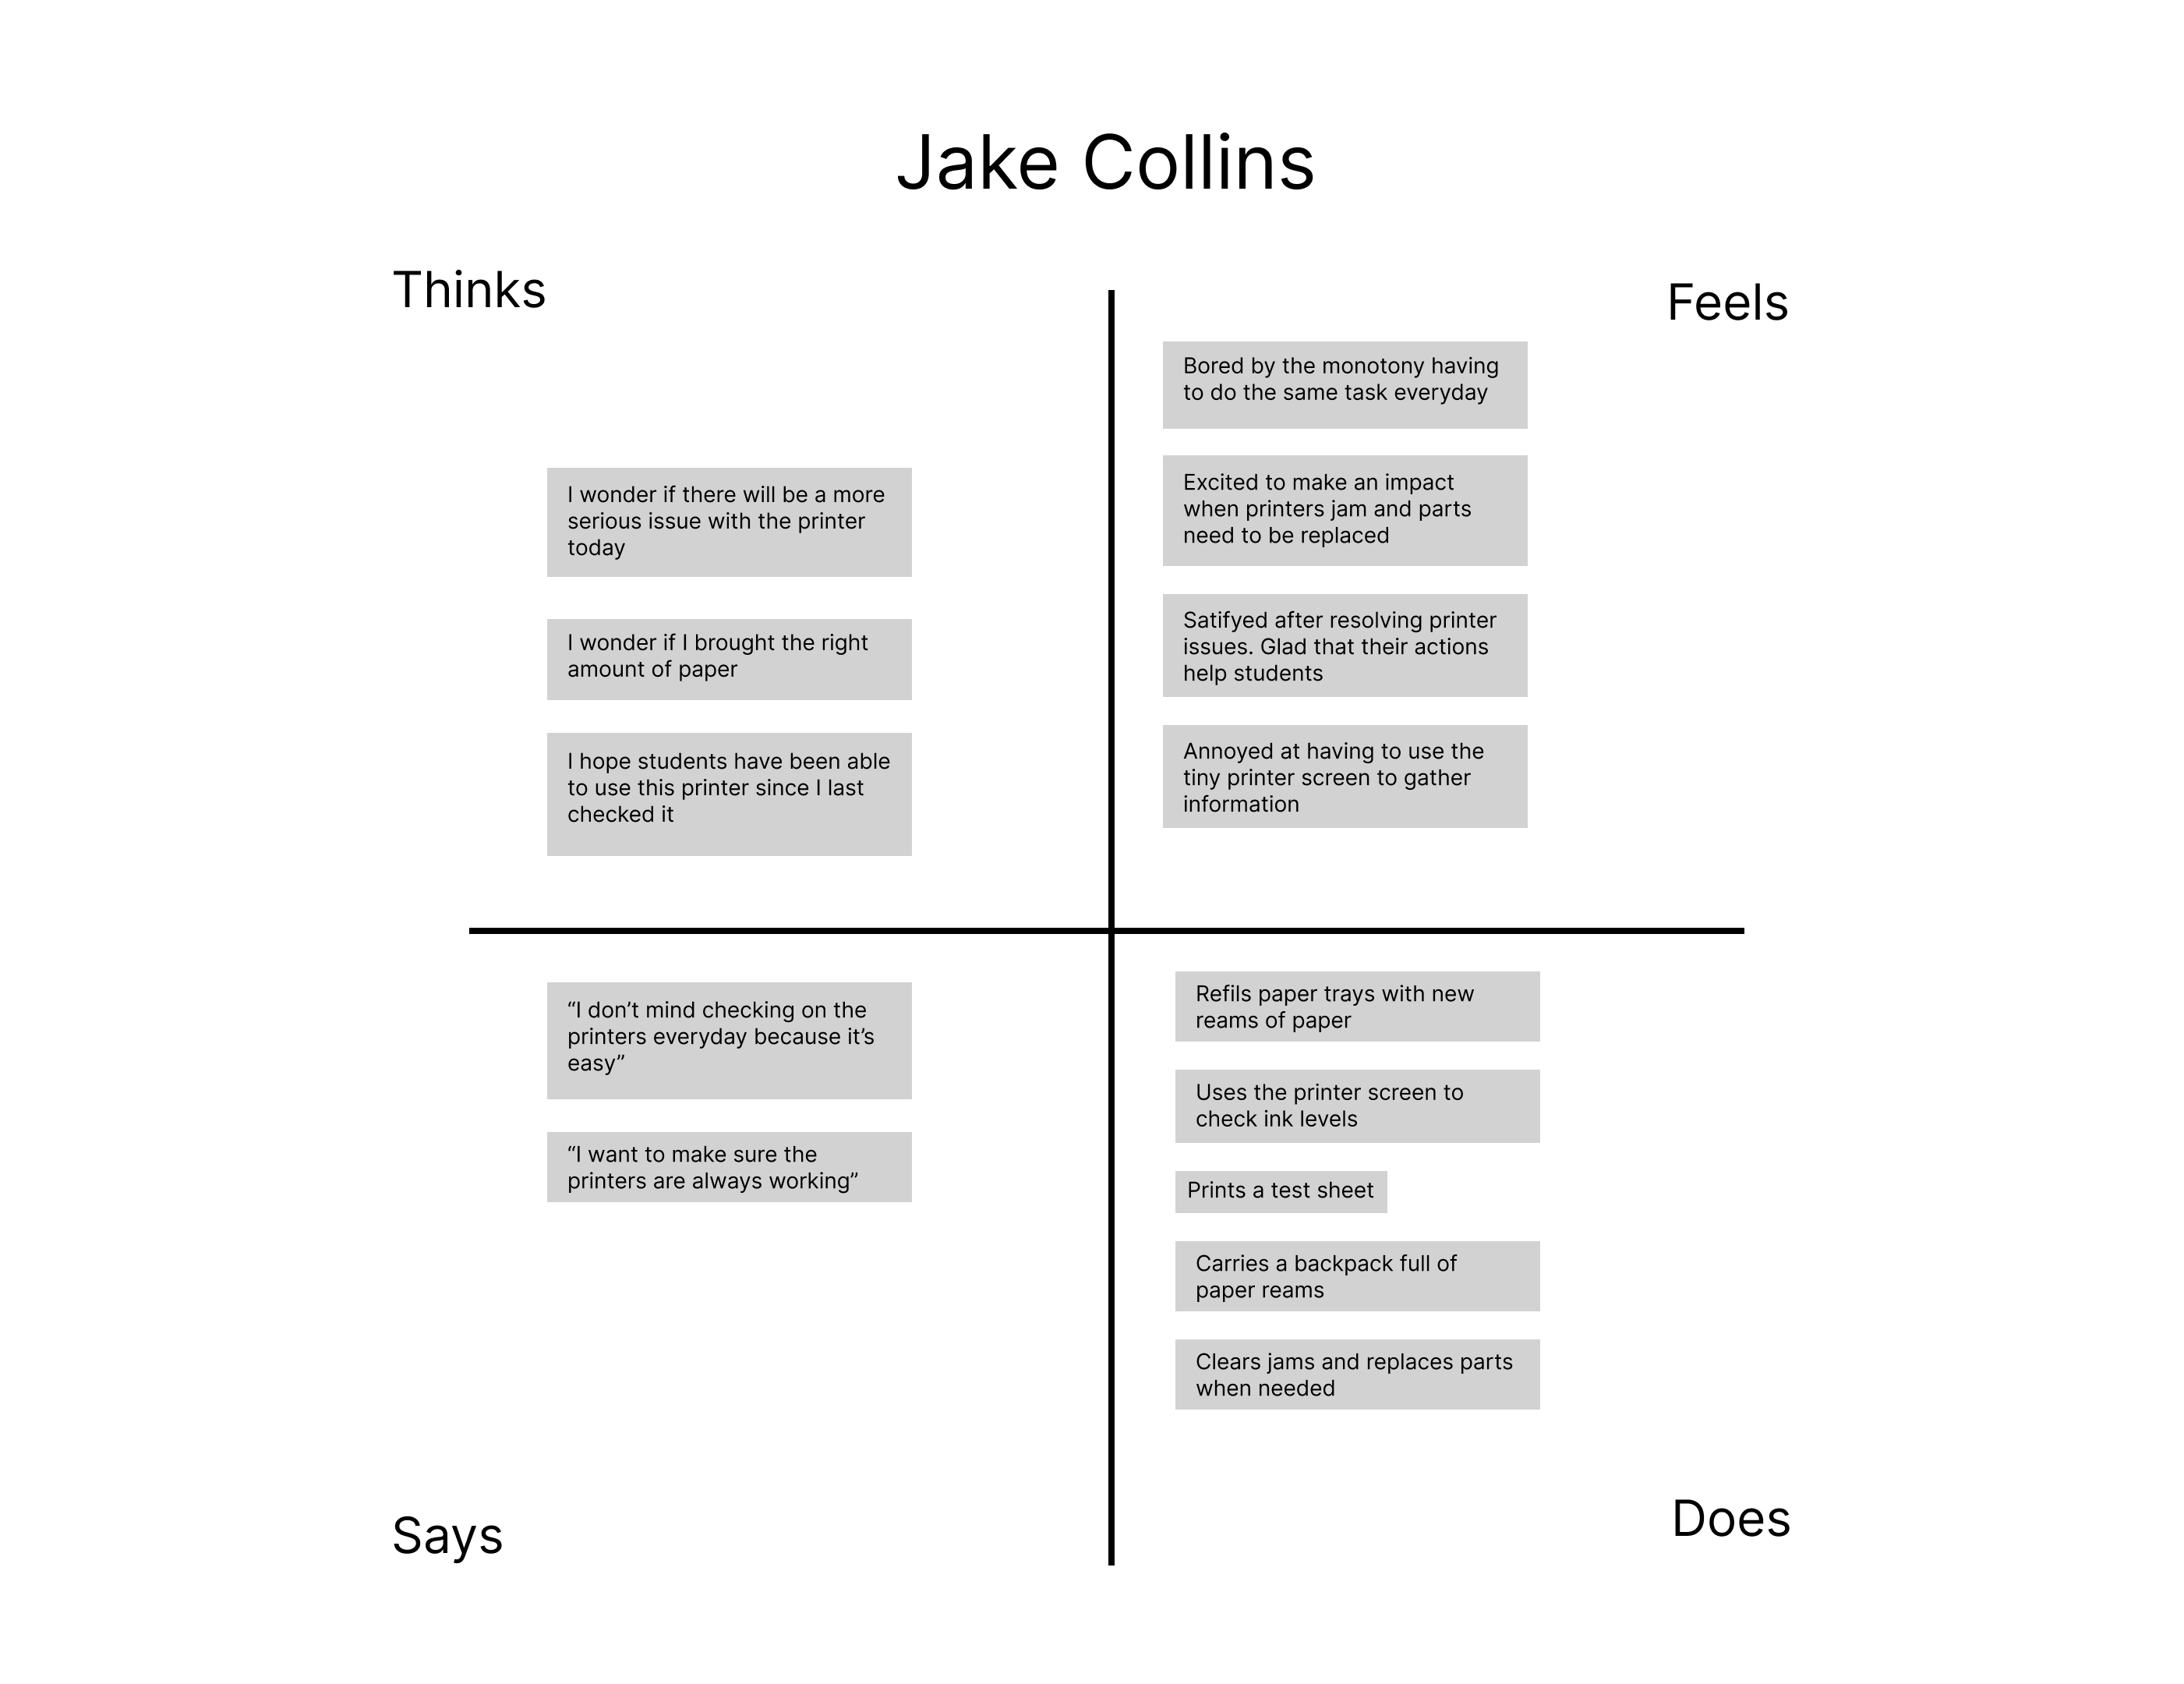 Jake Collins
Thinks
I wonder if there will be a more
serious issue with the printer
today
I wonder if I brought the right
amount of paper
I hope students have been able
to use this printer since I last
checked it
Feels
Bored by the monotony having
to do the same task everyday
Excited to make an impact
when printers jam and parts
need to be replaced
Satifyed after resolving printer
issues. Glad that their actions
help students
Annoyed at having to use the
tiny printer screen to gather
information
“I don’t mind checking on the
printers everyday because it’s
easy”
“I want to make sure the
printers are always working”
Says
Refils paper trays with new
reams of paper
Uses the printer screen to
check ink levels
Prints a test sheet
Carries a backpack full of
paper reams
Clears jams and replaces parts
when needed
Does